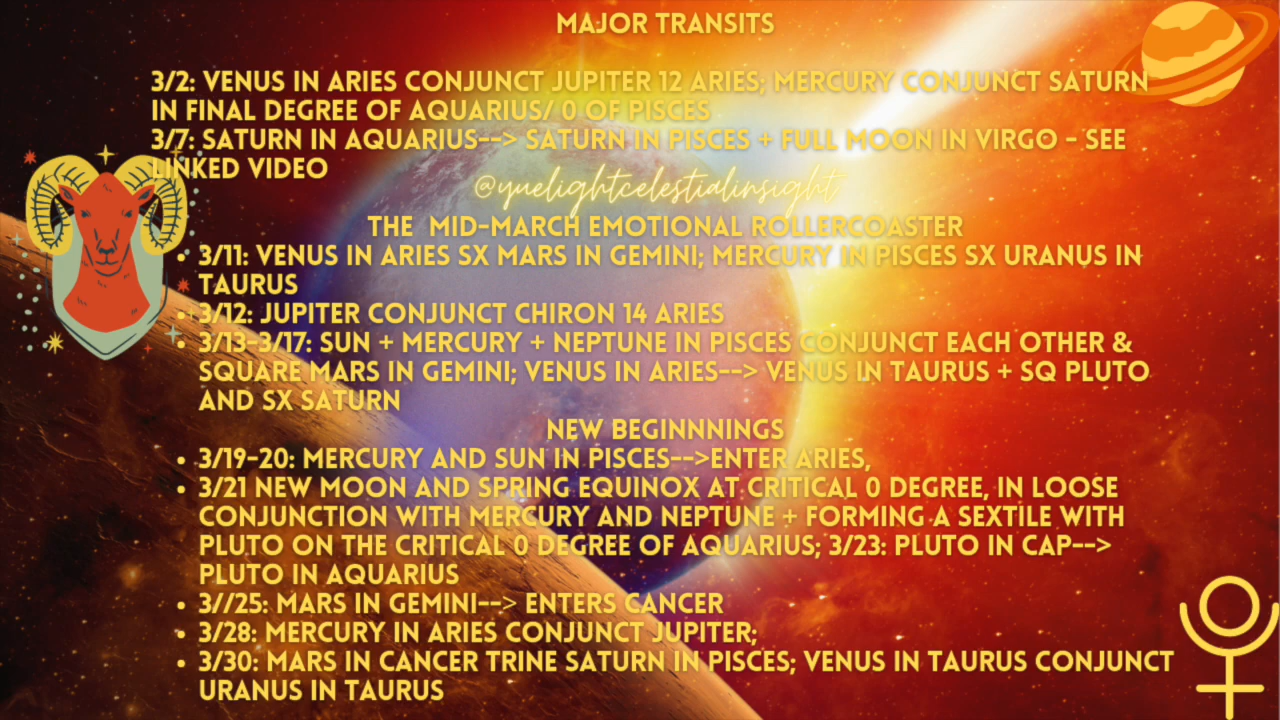 MAJOR TRANSITS
3/2: VENUS IN ARIES CONJUNCT JUPITER 12 ARIES; MERCURY CONJUNCT SATURN
IN FINAL DEGREE OF AQUARIUS/ 0 OF PISCES
3/7: SATURN IN AQUARIUS--> SATURN IN PISCES + FULL MOON IN VIRGO - SEE
LINKED VIDEO
@yuelightcelestialinsight
THE MID-MARCH EMOTIONAL ROLLERCOASTER
• 3/11: VENUS IN ARIES SX MARS IN GEMINI; MERCURY IN PISCES SX URANUS IN
TAURUS
• 3/12: JUPITER CONJUNCT CHIRON 14 ARIES
• 3/13-3/17: SUN + MERCURY + NEPTUNE IN PISCES CONJUNCT EACH OTHER &
SQUARE MARS IN GEMINI; VENUS IN ARIES--> VENUS IN TAURUS + SQ PLUTO
AND SX SATURN
NEW BEGINNNINGS
• 3/19-20: MERCURY AND SUN IN PISCES-->ENTER ARIES,
• 3/21 NEW MOON AND SPRING EQUINOX AT CRITICAL 0 DEGREE, IN LOOSE
CONJUNCTION WITH MERCURY AND NEPTUNE + FORMING A SEXTILE WITH
PLUTO ON THE CRITICAL 0 DEGREE OF AQUARIUS; 3/23: PLUTO IN CAP-->
PLUTO IN AQUARIUS
• 3//25: MARS IN GEMINI--> ENTERS CANCER
• 3/28: MERCURY IN ARIES CONJUNCT JUPITER;
• 3/30: MARS IN CANCER TRINE SATURN IN PISCES; VENUS IN TAURUS CONJUNCT
URANUS IN TAURUS